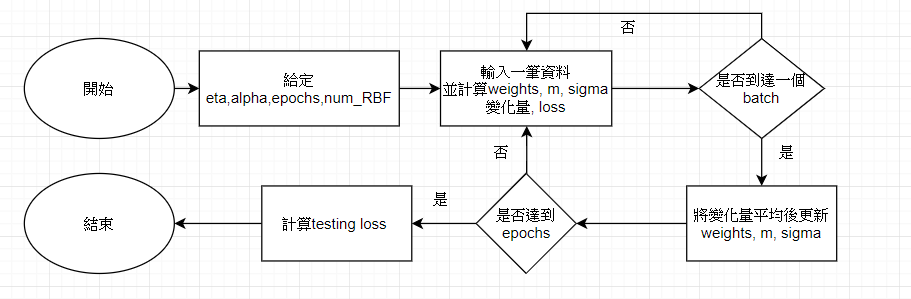 開始
給定
eta,alpha,epochs,num_RBF
輸入一筆資料
並計算weights, m, sigma
變化量, loss
否
是否到達一個
batch
是
將變化量平均後更新
weights, m, sigma
否
是否達到
epochs
是
計算testing loss
結束